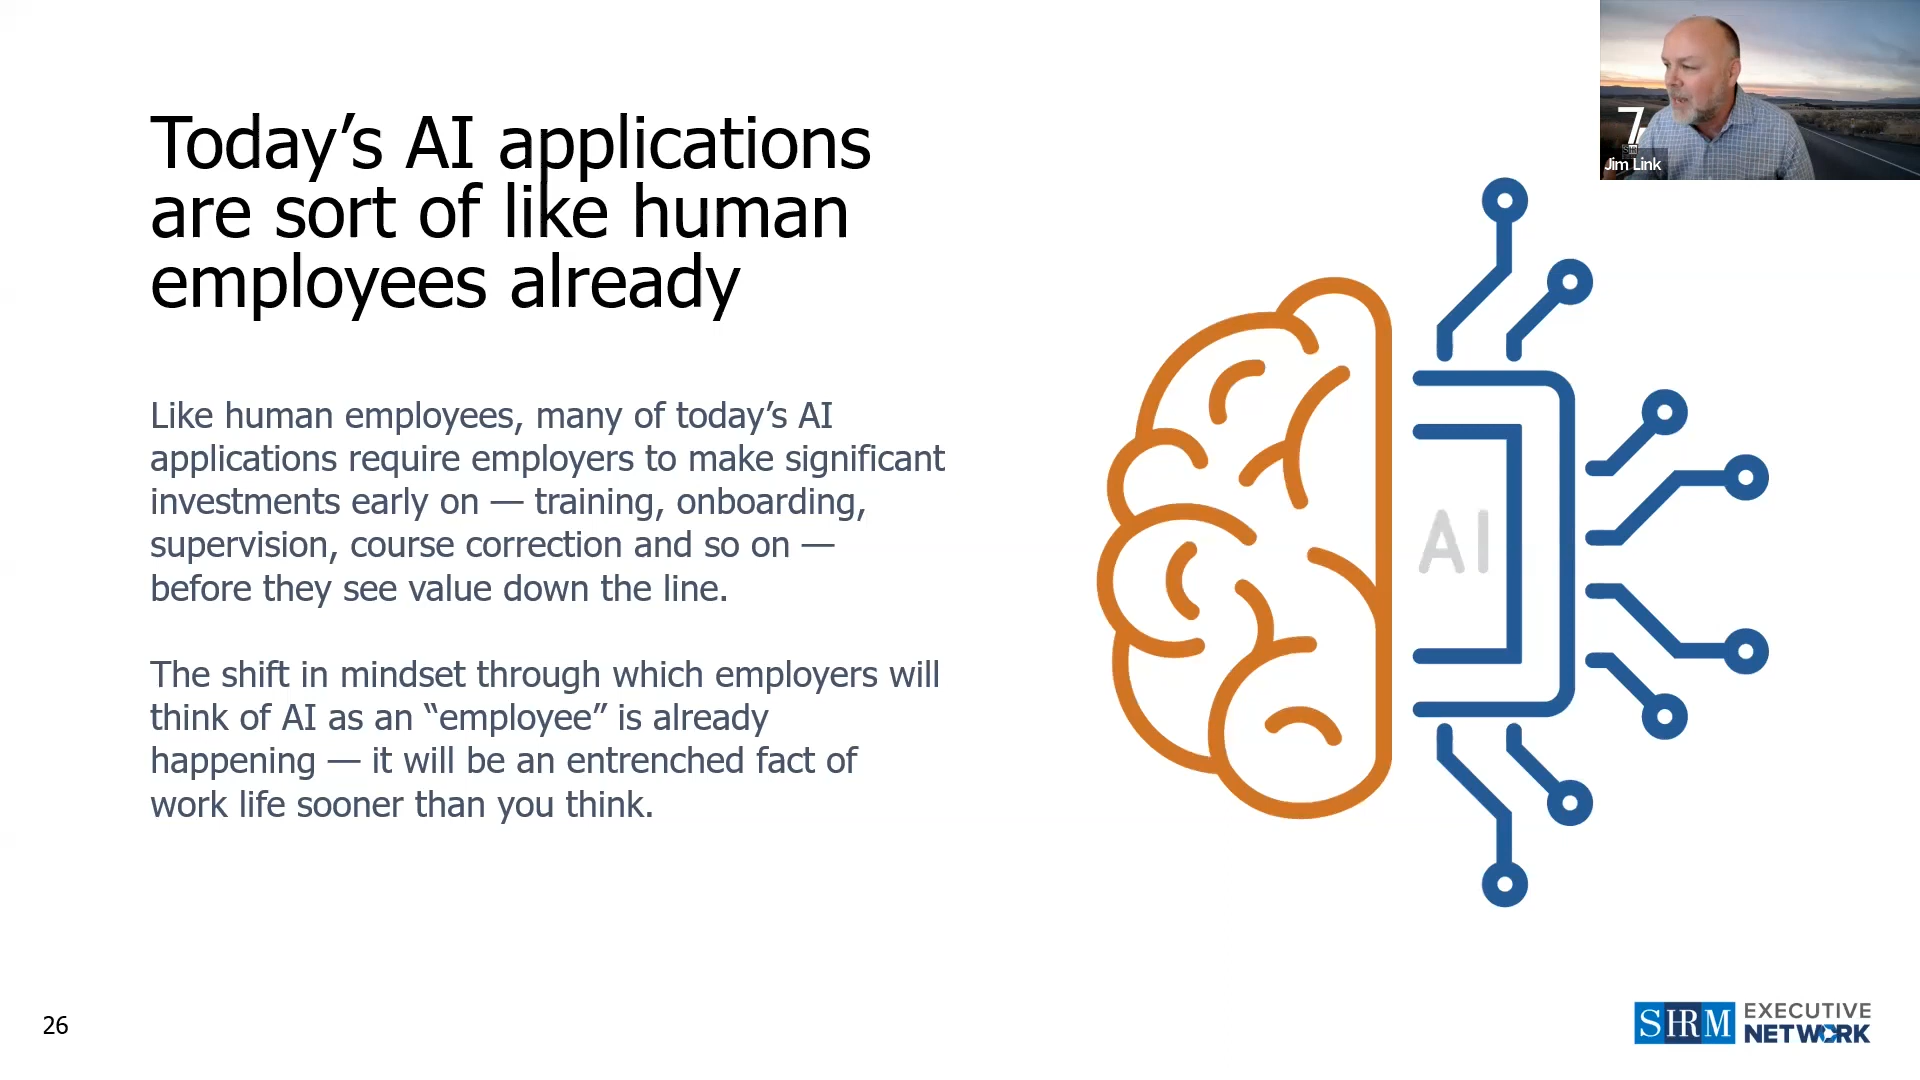 Today’s AI applications
are sort of like human
employees already
Like human employees, many of today’s AI
applications require employers to make significant
investments early on — training, onboarding,
supervision, course correction and so on —
before they see value down the line.
The shift in mindset through which employers will
think of AI as an “employee” is already
happening — it will be an entrenched fact of
work life sooner than you think.
AI
7
Jim Link
26
SHRM EXECUTIVE
NETWORK